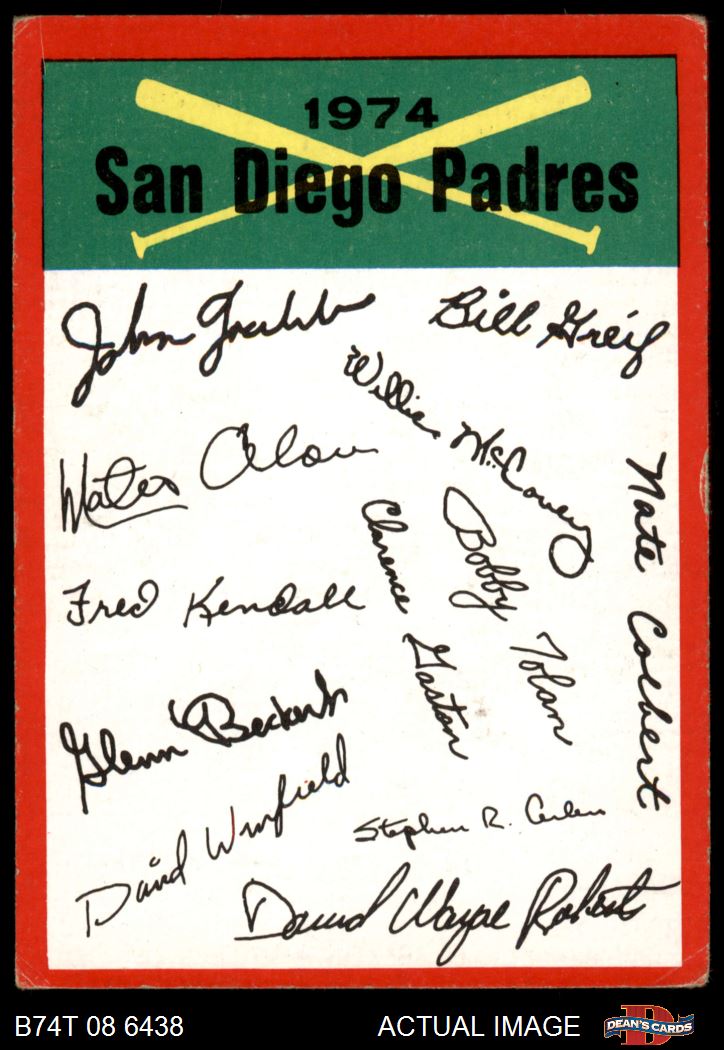 1974
San Diego Padres
John Grubb
Bill Greif
Willie McCovey
Mateo Alou
Nate Colbert
Clarence Gaston
Bobby Tolan
Fred Kendall
Glenn Beckert
David Winfield
Stephen R. Arlin
David Wayne Roberts
B74T 08 6438
ACTUAL IMAGE
D
DEAN'S CARDS